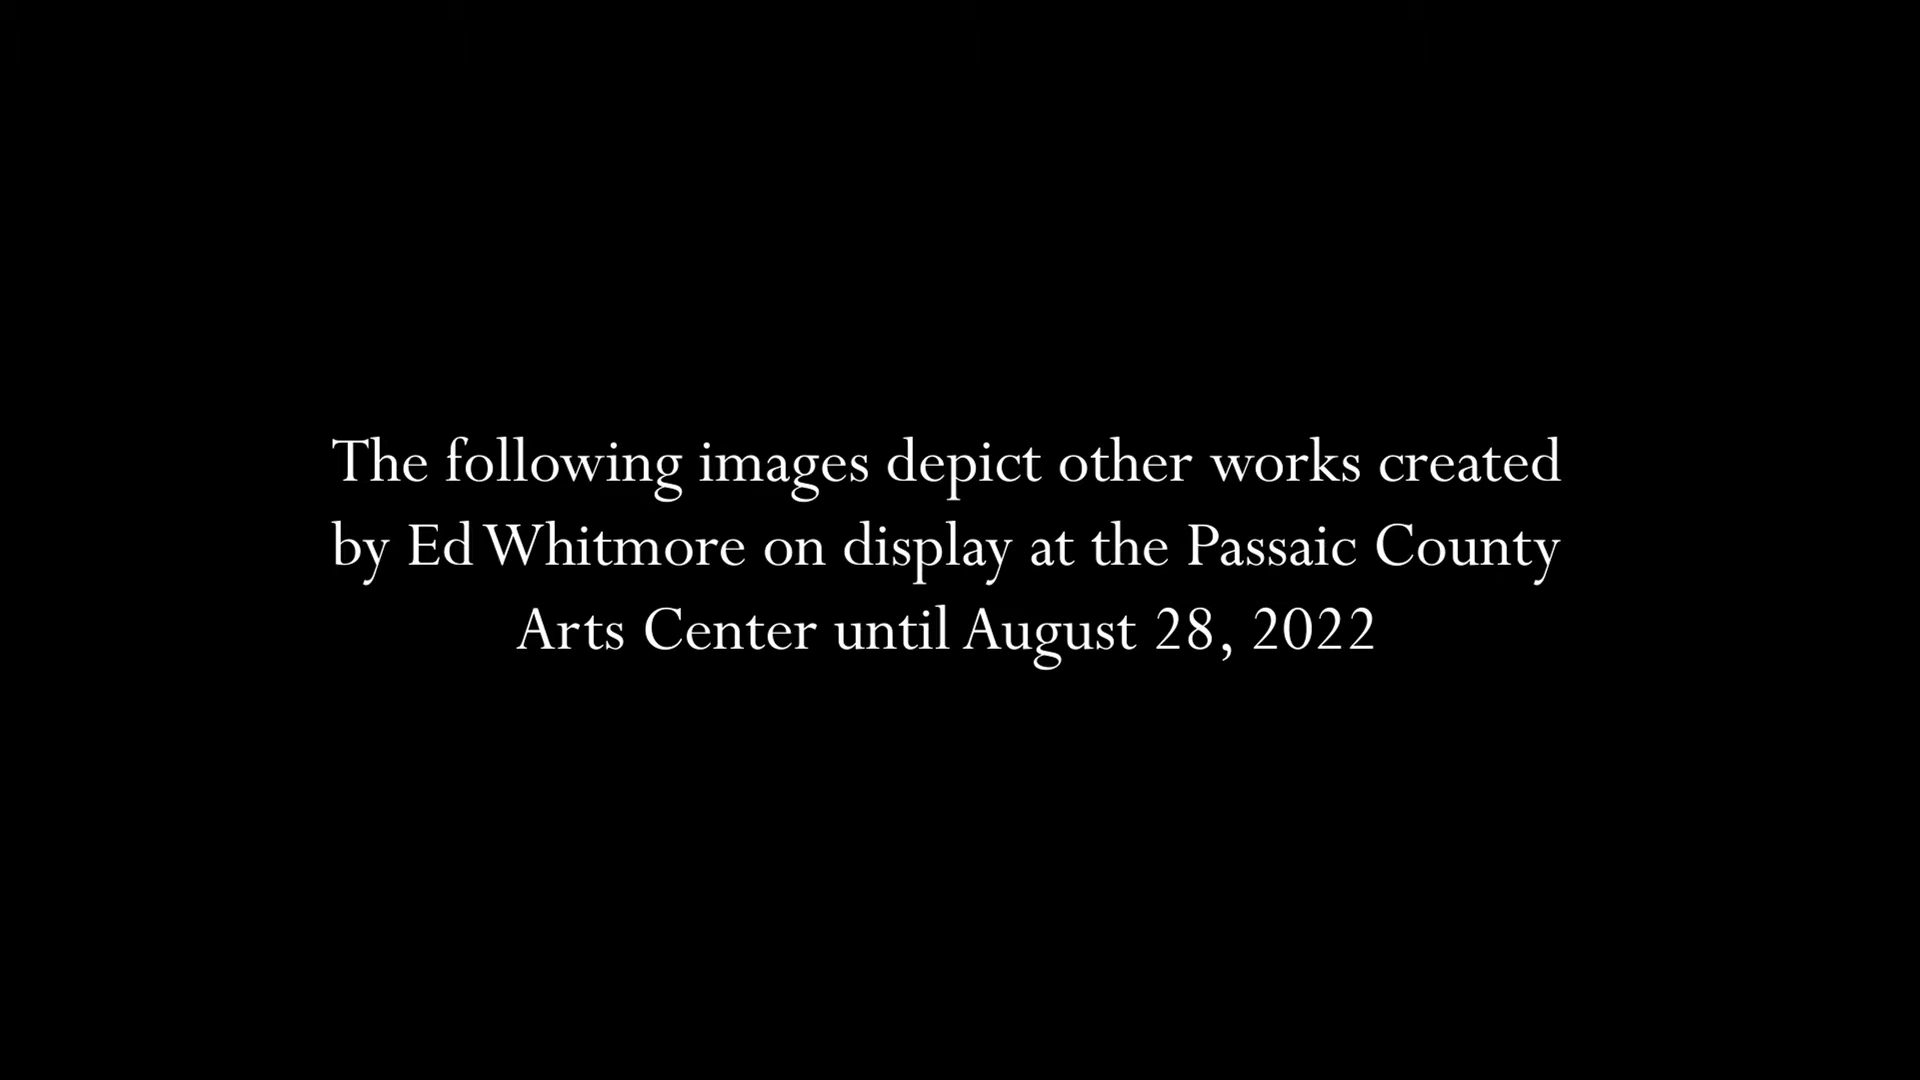 The following images depict other works created
by Ed Whitmore on display at the Passaic County
Arts Center until August 28, 2022